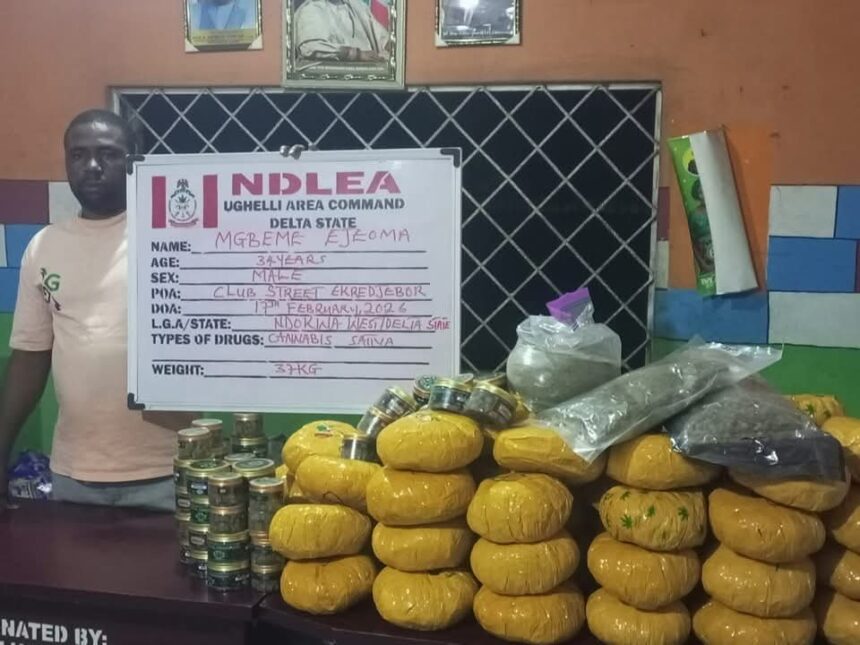 NDLEA
UGHELLI AREA COMMAND
DELTA STATE
NAME: MGBEME EJEOMA
AGE: 34YEARS
SEX: MALE
POA: CLUB STREET EKREDJEBOR
DOA: 17TH FEBRUARY, 2026
L.G.A/STATE: NDOKWA WEST/DELTA STATE
TYPES OF DRUGS: CANNABIS SATIVA
WEIGHT: 37KG
NATED BY: